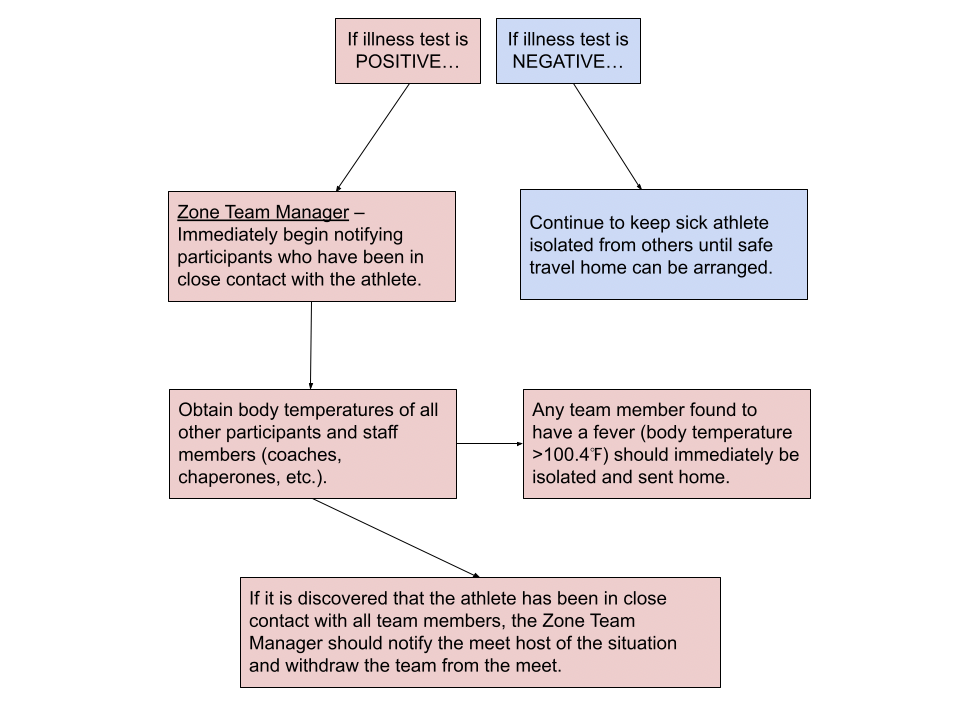 If illness test is
POSITIVE…
If illness test is
NEGATIVE…
Zone Team Manager –
Immediately begin notifying
participants who have been in
close contact with the athlete.
Continue to keep sick athlete
isolated from others until safe
travel home can be arranged.
Obtain body temperatures of all
other participants and staff
members (coaches,
chaperones, etc.).
Any team member found to
have a fever (body temperature
>100.4℉) should immediately be
isolated and sent home.
If it is discovered that the athlete has been in close
contact with all team members, the Zone Team
Manager should notify the meet host of the situation
and withdraw the team from the meet.